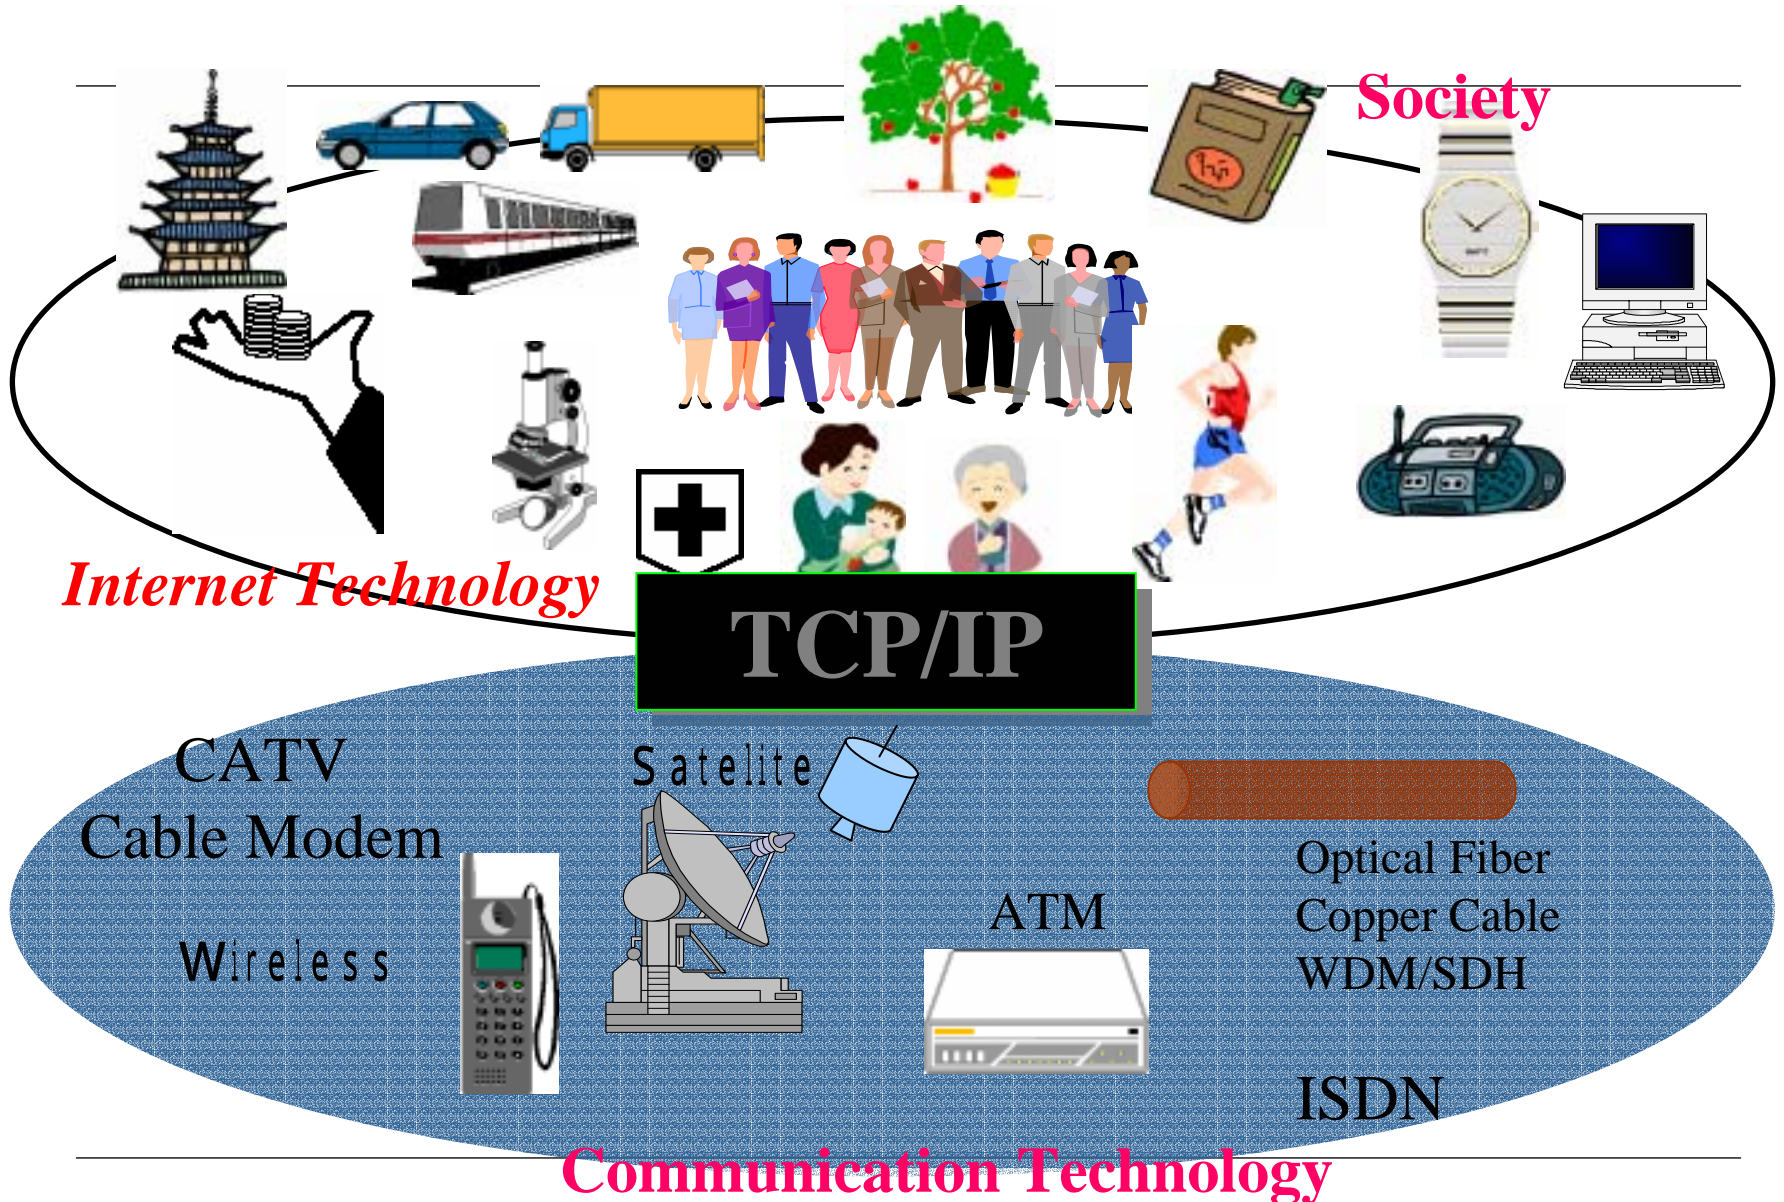 Society
Internet Technology
TCP/IP
CATV
Cable Modem
Satelite
Wireless
ATM
Optical Fiber
Copper Cable
WDM/SDH
ISDN
Communication Technology